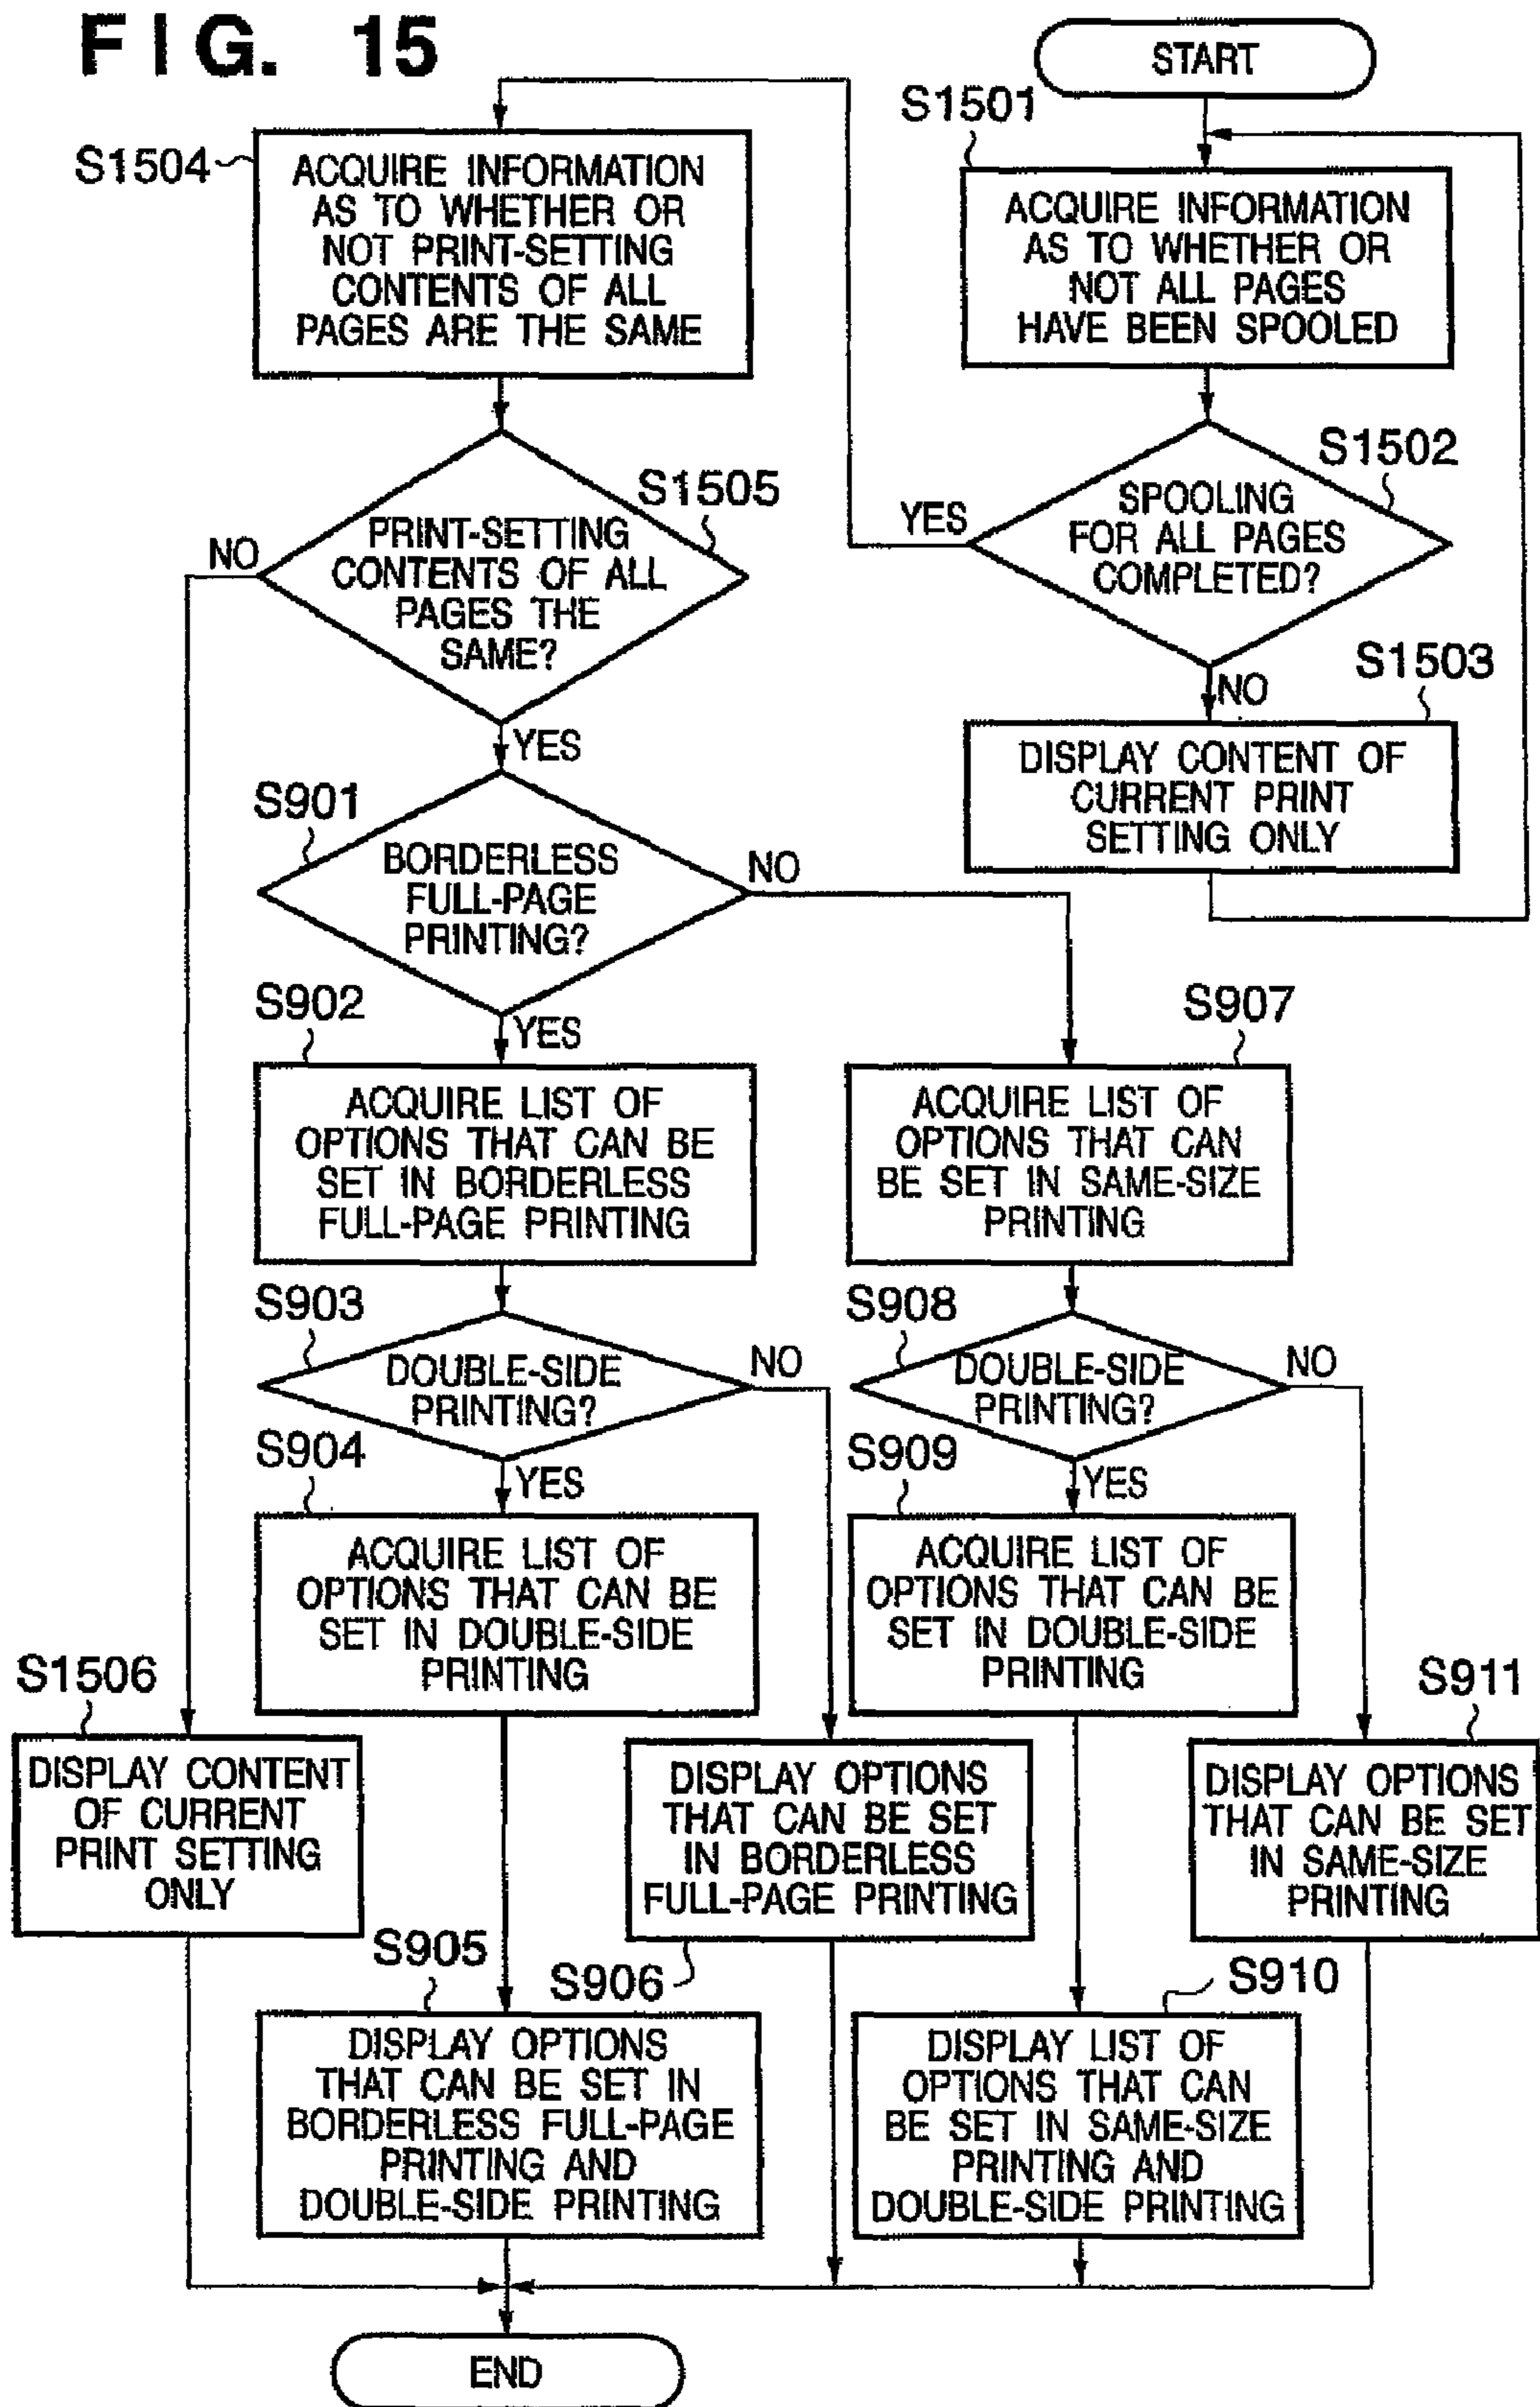 FIG. 15
START
S1501
ACQUIRE INFORMATION
AS TO WHETHER OR
NOT ALL PAGES
HAVE BEEN SPOOLED
S1502
SPOOLING
FOR ALL PAGES
COMPLETED?
YES
NO
S1503
DISPLAY CONTENT OF
CURRENT PRINT
SETTING ONLY
S1504
ACQUIRE INFORMATION
AS TO WHETHER OR
NOT PRINT-SETTING
CONTENTS OF ALL
PAGES ARE THE SAME
S1505
PRINT-SETTING
CONTENTS OF ALL
PAGES THE
SAME?
NO
YES
S901
BORDERLESS
FULL-PAGE
PRINTING?
NO
YES
S902
ACQUIRE LIST OF
OPTIONS THAT CAN BE
SET IN BORDERLESS
FULL-PAGE PRINTING
S907
ACQUIRE LIST OF
OPTIONS THAT CAN
BE SET IN SAME-SIZE
PRINTING
S903
DOUBLE-SIDE
PRINTING?
NO
YES
S908
DOUBLE-SIDE
PRINTING?
NO
YES
S904
ACQUIRE LIST OF
OPTIONS THAT CAN BE
SET IN DOUBLE-SIDE
PRINTING
S909
ACQUIRE LIST OF
OPTIONS THAT CAN BE
SET IN DOUBLE-SIDE
PRINTING
S1506
DISPLAY CONTENT
OF CURRENT
PRINT SETTING
ONLY
DISPLAY OPTIONS
THAT CAN BE SET
IN BORDERLESS
FULL-PAGE PRINTING
S906
S911
DISPLAY OPTIONS
THAT CAN BE SET
IN SAME-SIZE
PRINTING
S905
DISPLAY OPTIONS
THAT CAN BE SET IN
BORDERLESS FULL-PAGE
PRINTING AND
DOUBLE-SIDE PRINTING
S910
DISPLAY LIST OF
OPTIONS THAT CAN
BE SET IN SAME-SIZE
PRINTING AND
DOUBLE-SIDE PRINTING
END